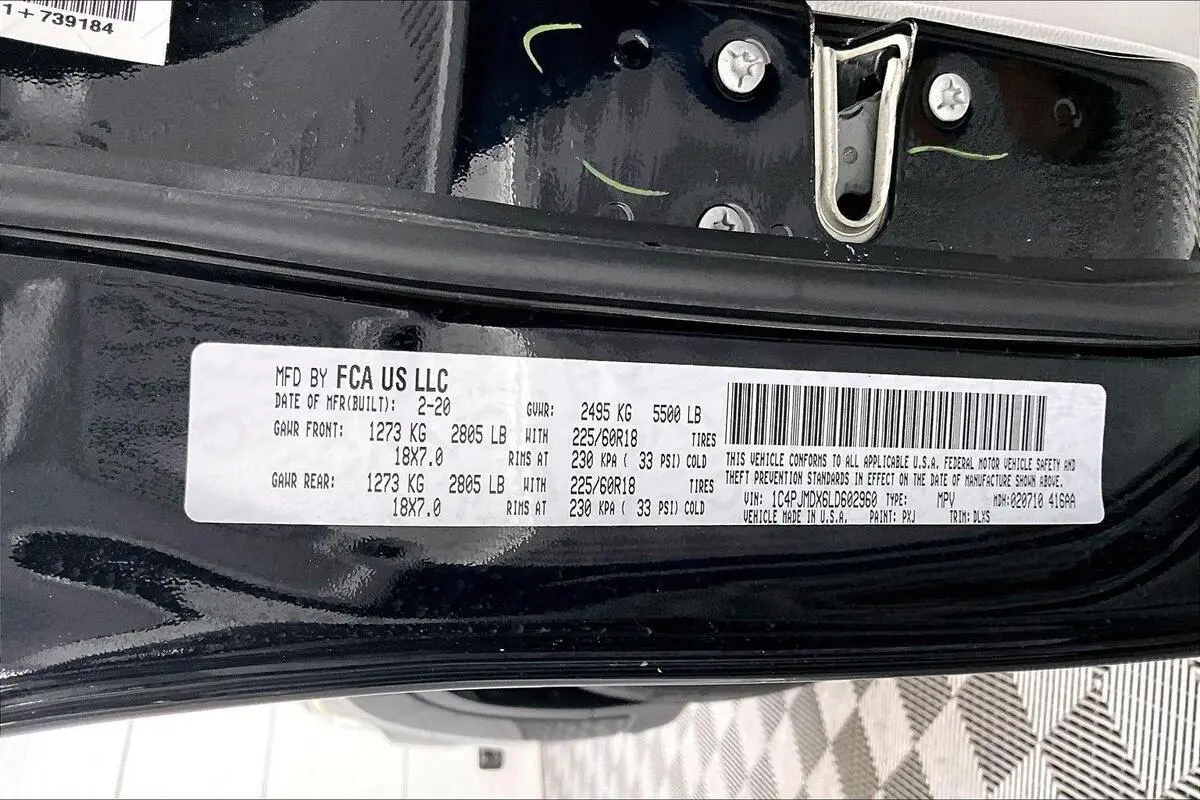 1+739184
MFD BY FCA US LLC
DATE OF MFR(BUILT): 2-20 GVWR: 2495 KG 5500 LB
GAWR FRONT: 1273 KG 2805 LB WITH 225/60R18 TIRES
18X7.0 RIMS AT 230 KPA ( 33 PSI) COLD
GAWR REAR: 1273 KG 2805 LB WITH 225/60R18 TIRES
18X7.0 RIMS AT 230 KPA ( 33 PSI) COLD
THIS VEHICLE CONFORMS TO ALL APPLICABLE U.S.A. FEDERAL MOTOR VEHICLE SAFETY AND
THEFT PREVENTION STANDARDS IN EFFECT ON THE DATE OF MANUFACTURE SHOWN ABOVE.
VIN: 1C4PJMDX6LD602960 TYPE: MPV MDH:020710 416AA
VEHICLE MADE IN U.S.A. PAINT: PXJ TRIM: DLXS